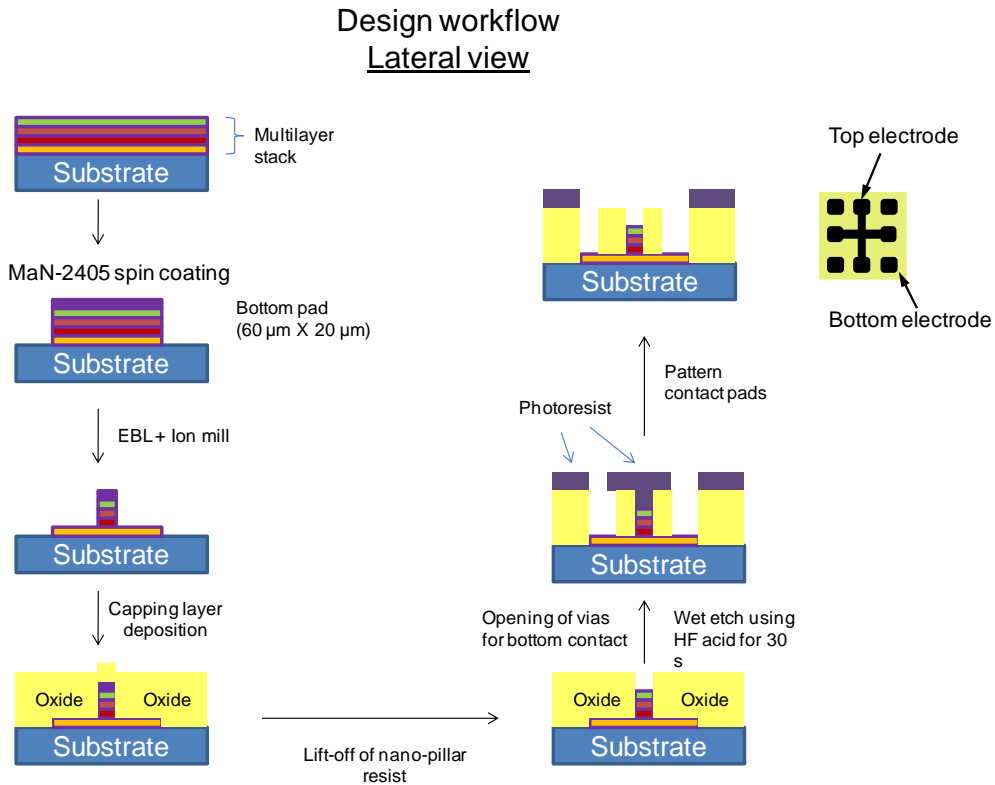 Design workflow
Lateral view
Multilayer
stack
Substrate
MaN-2405 spin coating
Bottom pad
(60 µm X 20 µm)
Substrate
EBL + Ion mill
Substrate
Capping layer
deposition
Oxide
Oxide
Substrate
Lift-off of nano-pillar
resist
Oxide
Oxide
Substrate
Opening of vias
for bottom contact
Wet etch using
HF acid for 30
s
Photoresist
Substrate
Pattern
contact pads
Substrate
Top electrode
Bottom electrode